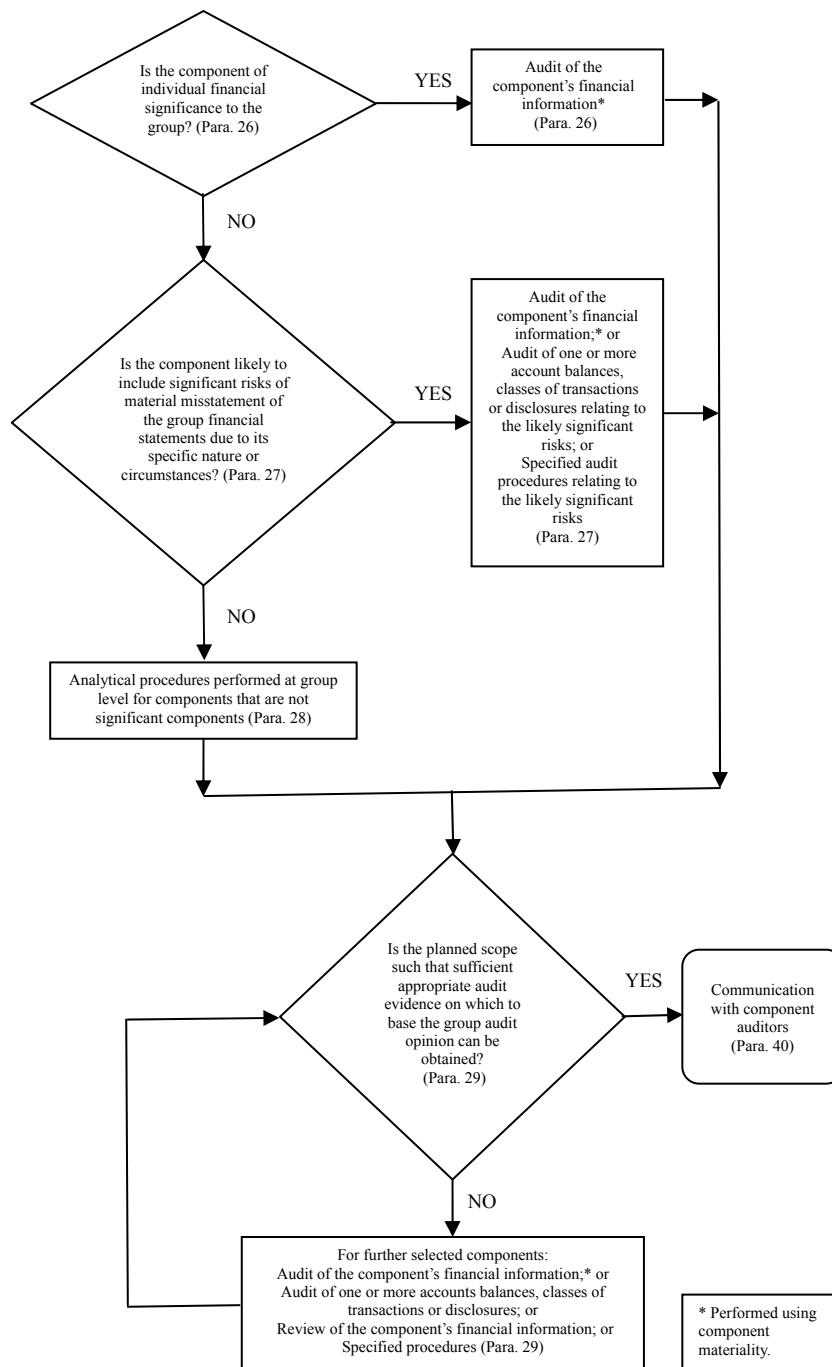 Is the component of
individual financial
significance to the
group? (Para. 26)
YES
Audit of the
component’s financial
information*
(Para. 26)
NO
Is the component likely to
include significant risks of
material misstatement of
the group financial
statements due to its
specific nature or
circumstances? (Para. 27)
YES
Audit of the
component’s financial
information;* or
Audit of one or more
account balances,
classes of transactions
or disclosures relating to
the likely significant
risks; or
Specified audit
procedures relating to
the likely significant
risks
(Para. 27)
NO
Analytical procedures performed at group
level for components that are not
significant components (Para. 28)
Is the planned scope
such that sufficient
appropriate audit
evidence on which to
base the group audit
opinion can be
obtained?
(Para. 29)
YES
Communication
with component
auditors
(Para. 40)
NO
For further selected components:
Audit of the component’s financial information;* or
Audit of one or more accounts balances, classes of
transactions or disclosures; or
Review of the component’s financial information; or
Specified procedures (Para. 29)
* Performed using
component
materiality.